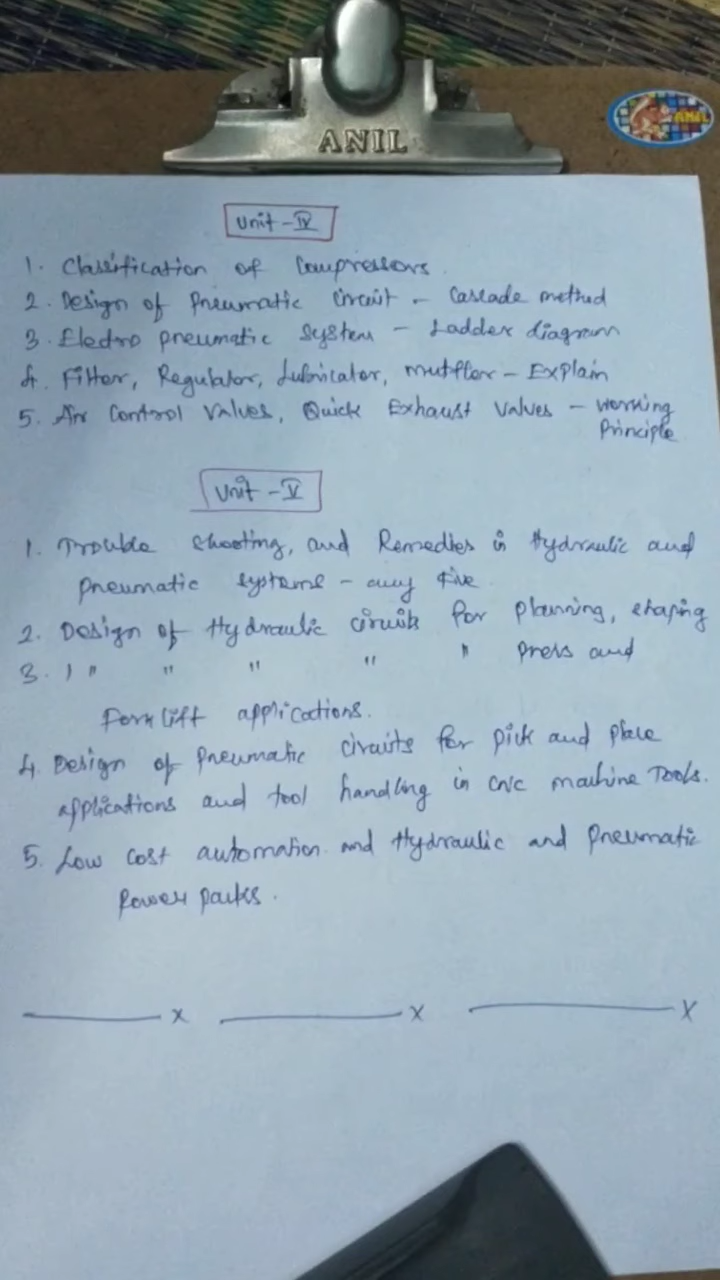 ANIL
ANIL
Unit - IV
1. Classification of Compressors.
2. Design of Pneumatic Circuit - Cascade method
3. Electro pneumatic System - Ladder diagram
4. Filter, Regulator, Lubricator, Mutfler - Explain
5. Air Control Valves, Quick Exhaust Valves - Working
Principle
Unit - V
1. Trouble Shooting, and Remedies in Hydraulic and
Pneumatic Systems - any Five
2. Design of Hydraulic Circuits for planning, shaping
3. 1 " " " " " Press and
Fork lift applications.
4. Design of Pneumatic Circuits for pick and place
applications and tool handling in CNC machine Tools.
5. Low cost automation and Hydraulic and Pneumatic
Power packs.
x x x